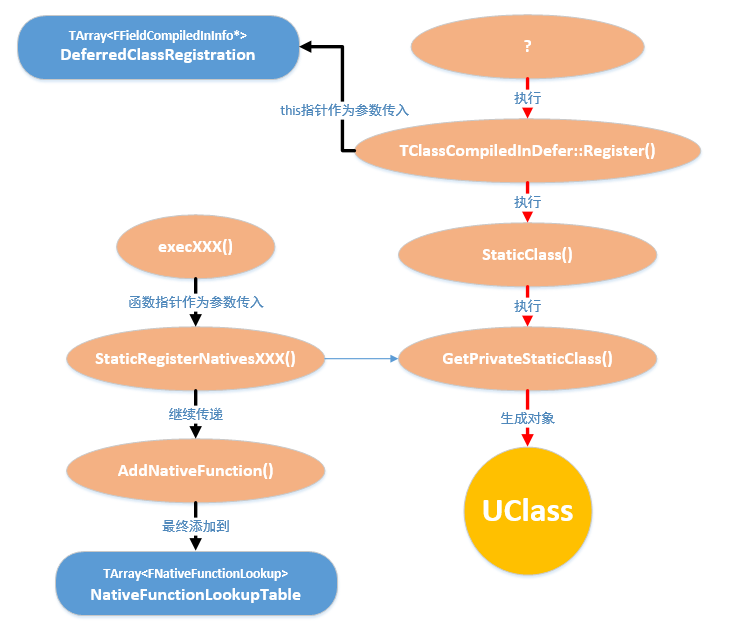 TArray<FFieldCompiledInInfo*>
DeferredClassRegistration
?
执行
this指针作为参数传入
TClassCompiledInDefer::Register()
执行
execXXX()
StaticClass()
函数指针作为参数传入
执行
StaticRegisterNativesXXX()
GetPrivateStaticClass()
继续传递
生成对象
AddNativeFunction()
UClass
最终添加到
TArray<FNativeFunctionLookup>
NativeFunctionLookupTable